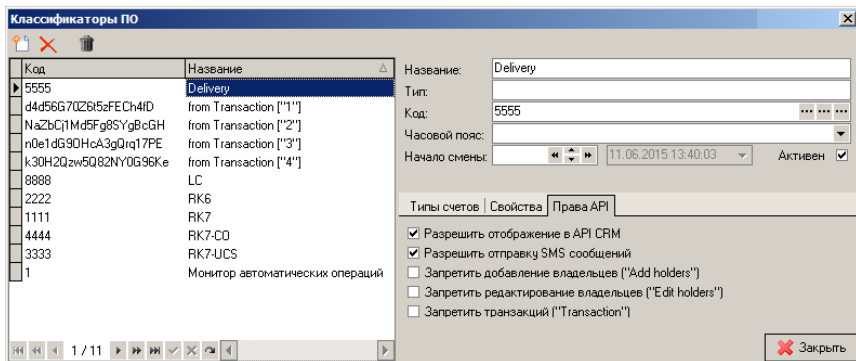 Классификаторы ПО
Код Название
5555 Delivery
d4d56G70Z6t5zFECh4fD from Transaction ["1"]
NaZbCj1Md5Fg8SYgBcGH from Transaction ["2"]
n0e1dG90HcA3gQrq17PE from Transaction ["3"]
k30H2Qzw5Q82NY0G96Ke from Transaction ["4"]
8888 LC
2222 RK6
1111 RK7
4444 RK7-CO
3333 RK7-UCS
1 Монитор автоматических операций
1 / 11
Название: Delivery
Тип:
Код: 5555
Часовой пояс:
Начало смены: 11.06.2015 13:40:03 Активен
Типы счетов Свойства Права API
Разрешить отображение в API CRM
Разрешить отправку SMS сообщений
Запретить добавление владельцев ("Add holders")
Запретить редактирование владельцев ("Edit holders")
Запретить транзакций ("Transaction")
Закрыть